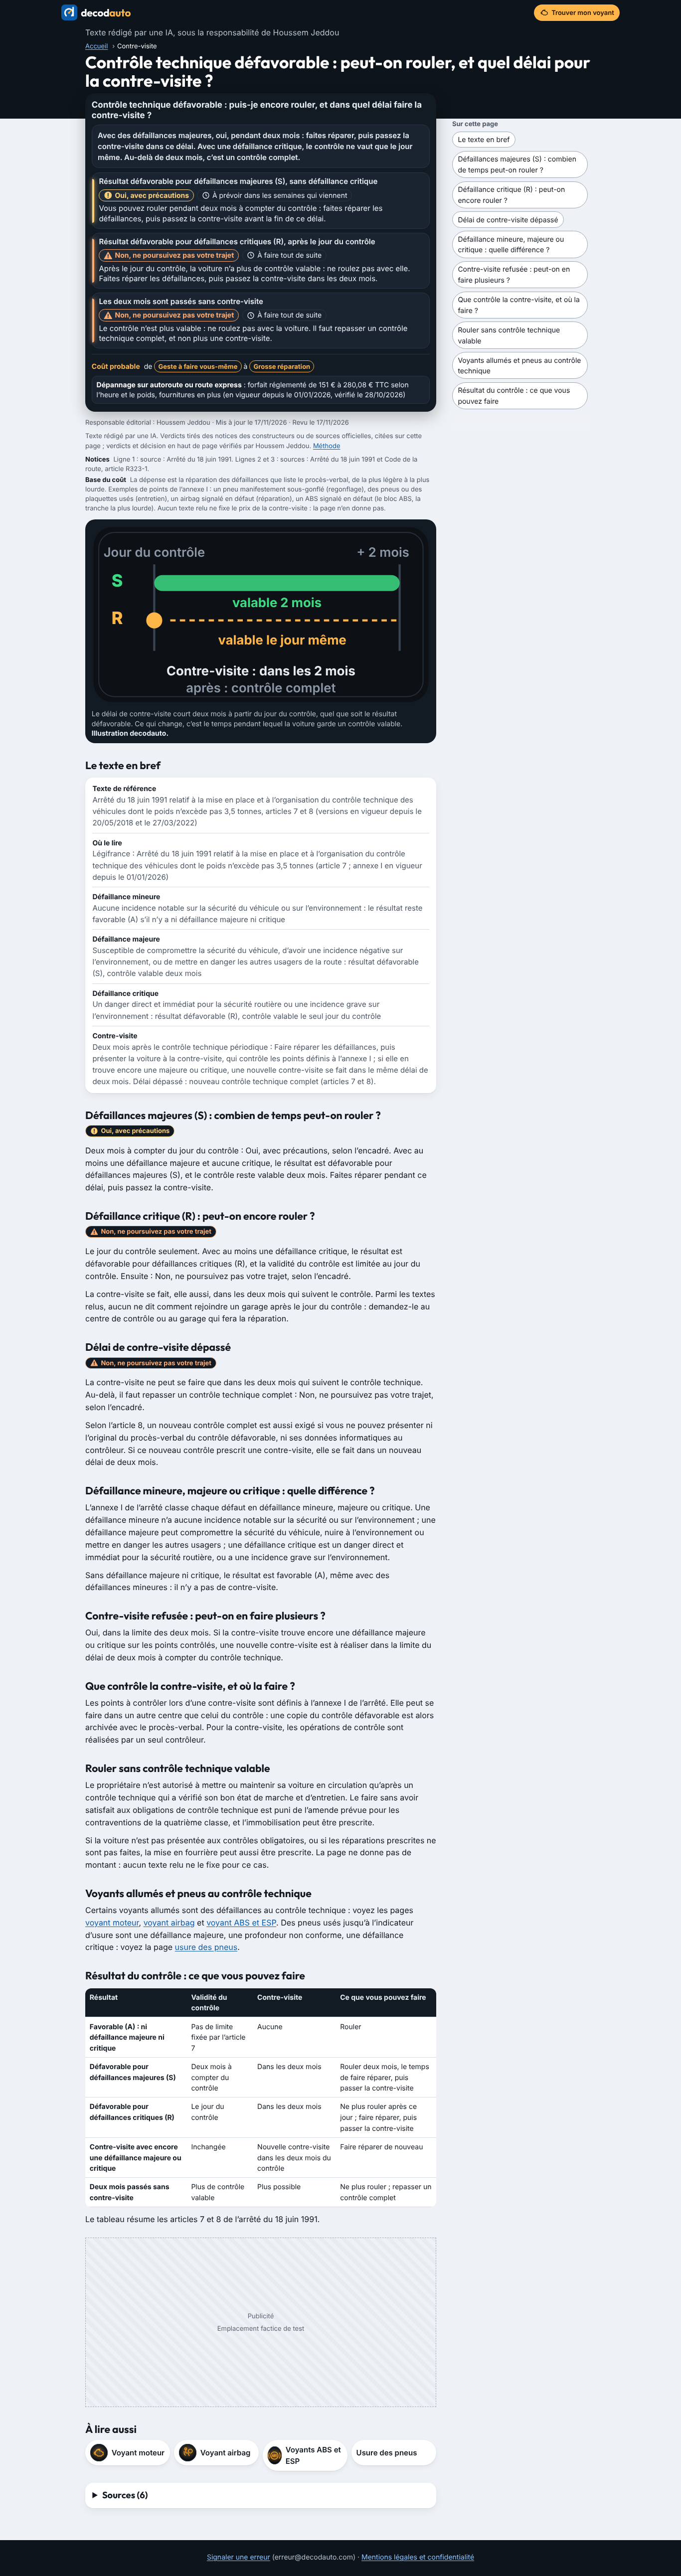 decodauto
Trouver mon voyant
Texte rédigé par une IA, sous la responsabilité de Houssem Jeddou
Accueil › Contre-visite
Contrôle technique défavorable : peut-on rouler, et quel délai pour
la contre-visite ?
Contrôle technique défavorable : puis-je encore rouler, et dans quel délai faire la
contre-visite ?
Avec des défaillances majeures, oui, pendant deux mois : faites réparer, puis passez la
contre-visite dans ce délai. Avec une défaillance critique, le contrôle ne vaut que le jour
même. Au-delà de deux mois, c’est un contrôle complet.
Résultat défavorable pour défaillances majeures (S), sans défaillance critique
Oui, avec précautions
À prévoir dans les semaines qui viennent
Vous pouvez rouler pendant deux mois à compter du contrôle : faites réparer les
défaillances, puis passez la contre-visite avant la fin de ce délai.
Résultat défavorable pour défaillances critiques (R), après le jour du contrôle
Non, ne poursuivez pas votre trajet
À faire tout de suite
Après le jour du contrôle, la voiture n’a plus de contrôle valable : ne roulez pas avec elle.
Faites réparer les défaillances, puis passez la contre-visite dans les deux mois.
Les deux mois sont passés sans contre-visite
Non, ne poursuivez pas votre trajet
À faire tout de suite
Le contrôle n’est plus valable : ne roulez pas avec la voiture. Il faut repasser un contrôle
technique complet, et non plus une contre-visite.
Coût probable de Geste à faire vous-même à Grosse réparation
Dépannage sur autoroute ou route express : forfait réglementé de 151 € à 280,08 € TTC selon
l’heure et le poids, fournitures en plus (en vigueur depuis le 01/01/2026, vérifié le 28/10/2026)
Responsable éditorial : Houssem Jeddou · Mis à jour le 17/11/2026 · Revu le 17/11/2026
Texte rédigé par une IA. Verdicts tirés des notices des constructeurs ou de sources officielles, citées sur cette
page ; verdicts et décision en haut de page vérifiés par Houssem Jeddou. Méthode
Notices Ligne 1 : source : Arrêté du 18 juin 1991. Lignes 2 et 3 : sources : Arrêté du 18 juin 1991 et Code de la
route, article R323-1.
Base du coût La dépense est la réparation des défaillances que liste le procès-verbal, de la plus légère à la plus
lourde. Exemples de points de l’annexe I : un pneu manifestement sous-gonflé (regonflage), des pneus ou des
plaquettes usés (entretien), un airbag signalé en défaut (réparation), un ABS signalé en défaut (le bloc ABS, la
tranche la plus lourde). Aucun texte relu ne fixe le prix de la contre-visite : la page n’en donne pas.
Jour du contrôle
+ 2 mois
S
valable 2 mois
R
valable le jour même
Contre-visite : dans les 2 mois
après : contrôle complet
Le délai de contre-visite court deux mois à partir du jour du contrôle, quel que soit le résultat
défavorable. Ce qui change, c’est le temps pendant lequel la voiture garde un contrôle valable.
Illustration decodauto.
Le texte en bref
Texte de référence
Arrêté du 18 juin 1991 relatif à la mise en place et à l’organisation du contrôle technique des
véhicules dont le poids n’excède pas 3,5 tonnes, articles 7 et 8 (versions en vigueur depuis le
20/05/2018 et le 27/03/2022)
Où le lire
Légifrance : Arrêté du 18 juin 1991 relatif à la mise en place et à l’organisation du contrôle
technique des véhicules dont le poids n’excède pas 3,5 tonnes (article 7 ; annexe I en vigueur
depuis le 01/01/2026)
Défaillance mineure
Aucune incidence notable sur la sécurité du véhicule ou sur l’environnement : le résultat reste
favorable (A) s’il n’y a ni défaillance majeure ni critique
Défaillance majeure
Susceptible de compromettre la sécurité du véhicule, d’avoir une incidence négative sur
l’environnement, ou de mettre en danger les autres usagers de la route : résultat défavorable
(S), contrôle valable deux mois
Défaillance critique
Un danger direct et immédiat pour la sécurité routière ou une incidence grave sur
l’environnement : résultat défavorable (R), contrôle valable le seul jour du contrôle
Contre-visite
Deux mois après le contrôle technique périodique : Faire réparer les défaillances, puis
présenter la voiture à la contre-visite, qui contrôle les points définis à l’annexe I ; si elle en
trouve encore une majeure ou critique, une nouvelle contre-visite se fait dans le même délai de
deux mois. Délai dépassé : nouveau contrôle technique complet (articles 7 et 8).
Défaillances majeures (S) : combien de temps peut-on rouler ?
Oui, avec précautions
Deux mois à compter du jour du contrôle : Oui, avec précautions, selon l’encadré. Avec au
moins une défaillance majeure et aucune critique, le résultat est défavorable pour
défaillances majeures (S), et le contrôle reste valable deux mois. Faites réparer pendant ce
délai, puis passez la contre-visite.
Défaillance critique (R) : peut-on encore rouler ?
Non, ne poursuivez pas votre trajet
Le jour du contrôle seulement. Avec au moins une défaillance critique, le résultat est
défavorable pour défaillances critiques (R), et la validité du contrôle est limitée au jour du
contrôle. Ensuite : Non, ne poursuivez pas votre trajet, selon l’encadré.
La contre-visite se fait, elle aussi, dans les deux mois qui suivent le contrôle. Parmi les textes
relus, aucun ne dit comment rejoindre un garage après le jour du contrôle : demandez-le au
centre de contrôle ou au garage qui fera la réparation.
Délai de contre-visite dépassé
Non, ne poursuivez pas votre trajet
La contre-visite ne peut se faire que dans les deux mois qui suivent le contrôle technique.
Au-delà, il faut repasser un contrôle technique complet : Non, ne poursuivez pas votre trajet,
selon l’encadré.
Selon l’article 8, un nouveau contrôle complet est aussi exigé si vous ne pouvez présenter ni
l’original du procès-verbal du contrôle défavorable, ni ses données informatiques au
contrôleur. Si ce nouveau contrôle prescrit une contre-visite, elle se fait dans un nouveau
délai de deux mois.
Défaillance mineure, majeure ou critique : quelle différence ?
L’annexe I de l’arrêté classe chaque défaut en défaillance mineure, majeure ou critique. Une
défaillance mineure n’a aucune incidence notable sur la sécurité ou sur l’environnement ; une
défaillance majeure peut compromettre la sécurité du véhicule, nuire à l’environnement ou
mettre en danger les autres usagers ; une défaillance critique est un danger direct et
immédiat pour la sécurité routière, ou a une incidence grave sur l’environnement.
Sans défaillance majeure ni critique, le résultat est favorable (A), même avec des
défaillances mineures : il n’y a pas de contre-visite.
Contre-visite refusée : peut-on en faire plusieurs ?
Oui, dans la limite des deux mois. Si la contre-visite trouve encore une défaillance majeure
ou critique sur les points contrôlés, une nouvelle contre-visite est à réaliser dans la limite du
délai de deux mois à compter du contrôle technique.
Que contrôle la contre-visite, et où la faire ?
Les points à contrôler lors d’une contre-visite sont définis à l’annexe I de l’arrêté. Elle peut se
faire dans un autre centre que celui du contrôle : une copie du contrôle défavorable est alors
archivée avec le procès-verbal. Pour la contre-visite, les opérations de contrôle sont
réalisées par un seul contrôleur.
Rouler sans contrôle technique valable
Le propriétaire n’est autorisé à mettre ou maintenir sa voiture en circulation qu’après un
contrôle technique qui a vérifié son bon état de marche et d’entretien. Le faire sans avoir
satisfait aux obligations de contrôle technique est puni de l’amende prévue pour les
contraventions de la quatrième classe, et l’immobilisation peut être prescrite.
Si la voiture n’est pas présentée aux contrôles obligatoires, ou si les réparations prescrites ne
sont pas faites, la mise en fourrière peut aussi être prescrite. La page ne donne pas de
montant : aucun texte relu ne le fixe pour ce cas.
Voyants allumés et pneus au contrôle technique
Certains voyants allumés sont des défaillances au contrôle technique : voyez les pages
voyant moteur, voyant airbag et voyant ABS et ESP. Des pneus usés jusqu’à l’indicateur
d’usure sont une défaillance majeure, une profondeur non conforme, une défaillance
critique : voyez la page usure des pneus.
Résultat du contrôle : ce que vous pouvez faire
Résultat
Validité du
contrôle
Contre-visite
Ce que vous pouvez faire
Favorable (A) : ni
défaillance majeure ni
critique
Pas de limite
fixée par l’article
7
Aucune
Rouler
Défavorable pour
défaillances majeures (S)
Deux mois à
compter du
contrôle
Dans les deux mois
Rouler deux mois, le temps
de faire réparer, puis
passer la contre-visite
Défavorable pour
défaillances critiques (R)
Le jour du
contrôle
Dans les deux mois
Ne plus rouler après ce
jour ; faire réparer, puis
passer la contre-visite
Contre-visite avec encore
une défaillance majeure ou
critique
Inchangée
Nouvelle contre-visite
dans les deux mois du
contrôle
Faire réparer de nouveau
Deux mois passés sans
contre-visite
Plus de contrôle
valable
Plus possible
Ne plus rouler ; repasser un
contrôle complet
Le tableau résume les articles 7 et 8 de l’arrêté du 18 juin 1991.
Publicité
Emplacement factice de test
À lire aussi
Voyant moteur
Voyant airbag
Voyants ABS et
ESP
Usure des pneus
Sources (6)
Sur cette page
Le texte en bref
Défaillances majeures (S) : combien
de temps peut-on rouler ?
Défaillance critique (R) : peut-on
encore rouler ?
Délai de contre-visite dépassé
Défaillance mineure, majeure ou
critique : quelle différence ?
Contre-visite refusée : peut-on en
faire plusieurs ?
Que contrôle la contre-visite, et où la
faire ?
Rouler sans contrôle technique
valable
Voyants allumés et pneus au contrôle
technique
Résultat du contrôle : ce que vous
pouvez faire
Signaler une erreur (erreur@decodauto.com) · Mentions légales et confidentialité